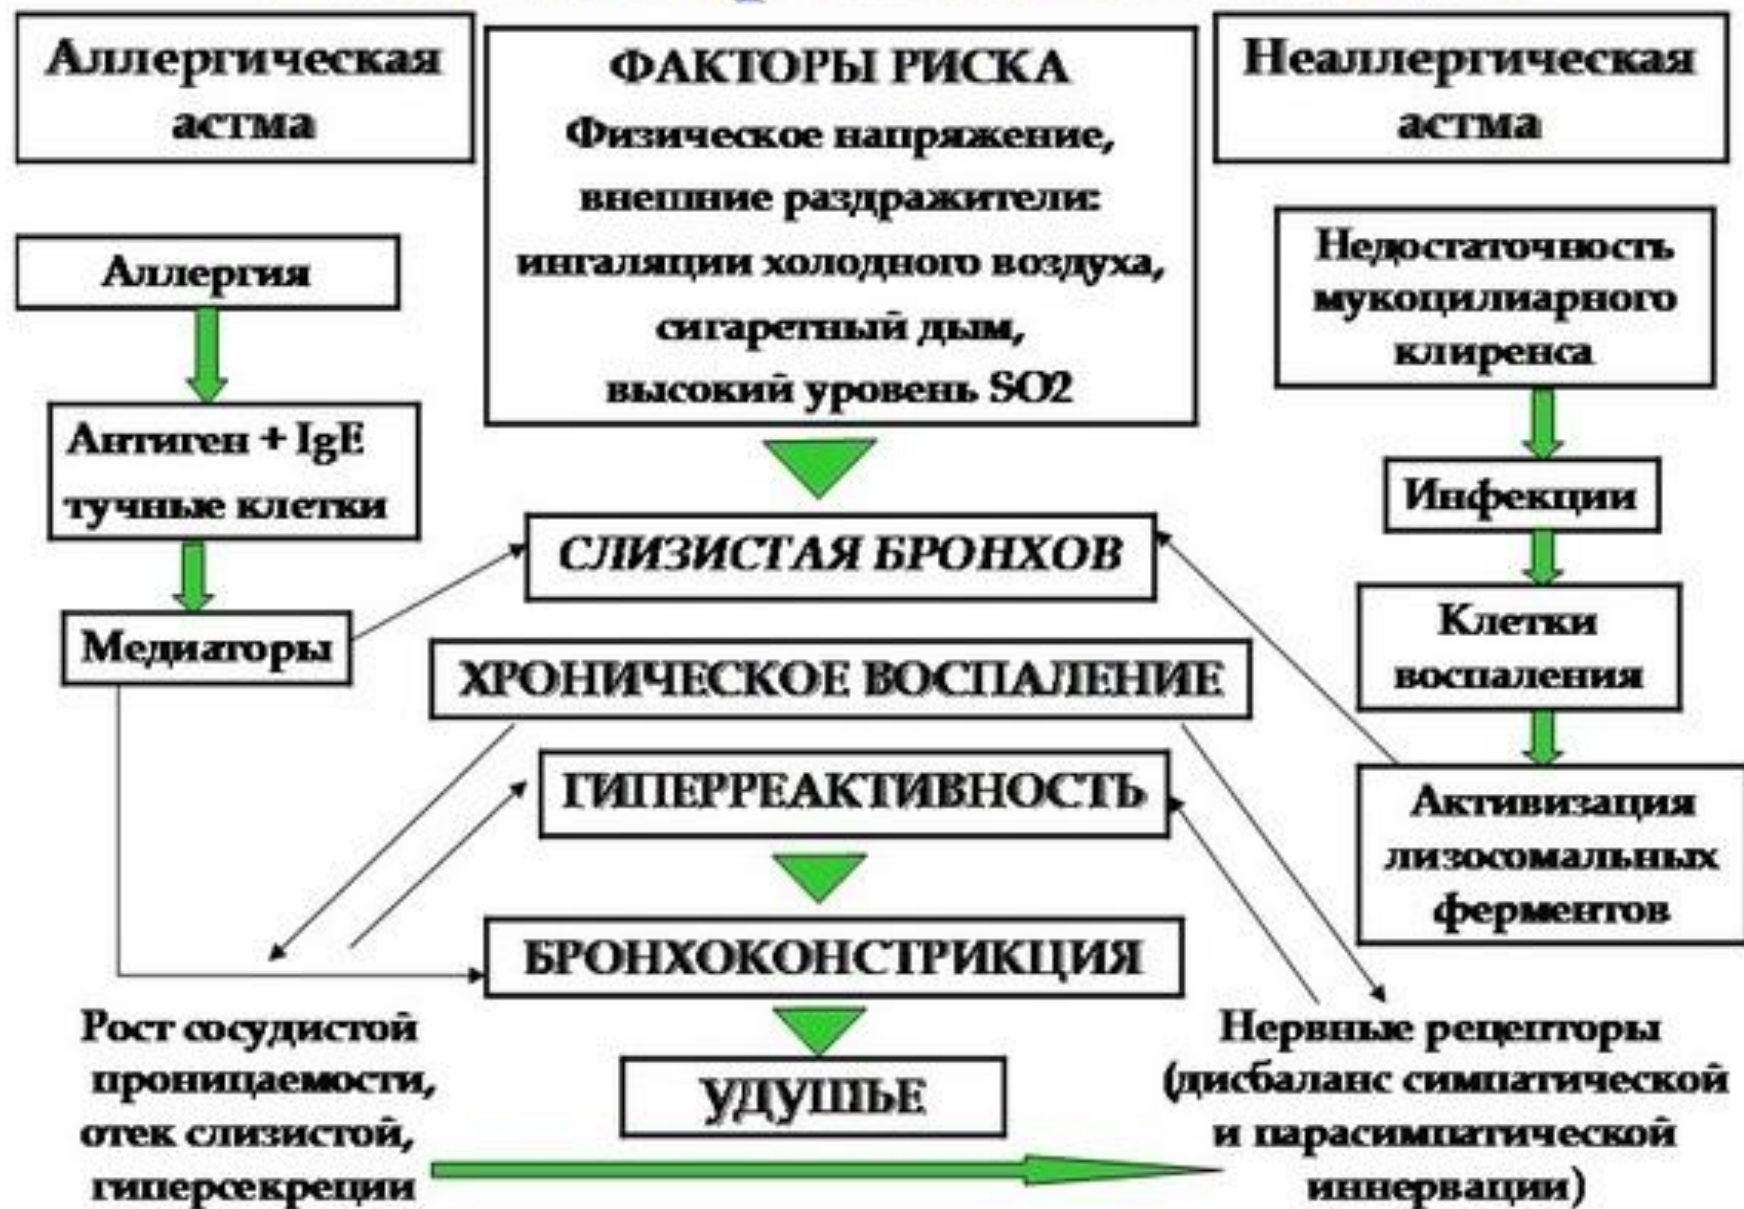 Аллергическая
астма
ФАКТОРЫ РИСКА
Физическое напряжение,
внешние раздражители:
ингаляции холодного воздуха,
сигаретный дым,
высокий уровень SO2
Неаллергическая
астма
Аллергия
Антиген + IgE
тучные клетки
Медиаторы
Недостаточность
мукоцилиарного
клиренса
Инфекции
Клетки
воспаления
Активизация
лизосомальных
ферментов
СЛИЗИСТАЯ БРОНХОВ
ХРОНИЧЕСКОЕ ВОСПАЛЕНИЕ
ГИПЕРРЕАКТИВНОСТЬ
БРОНХОКОНСТРИКЦИЯ
УДУШЬЕ
Рост сосудистой
проницаемости,
отек слизистой,
гиперсекреции
Нервные рецепторы
(дисбаланс симпатической
и парасимпатической
иннервации)